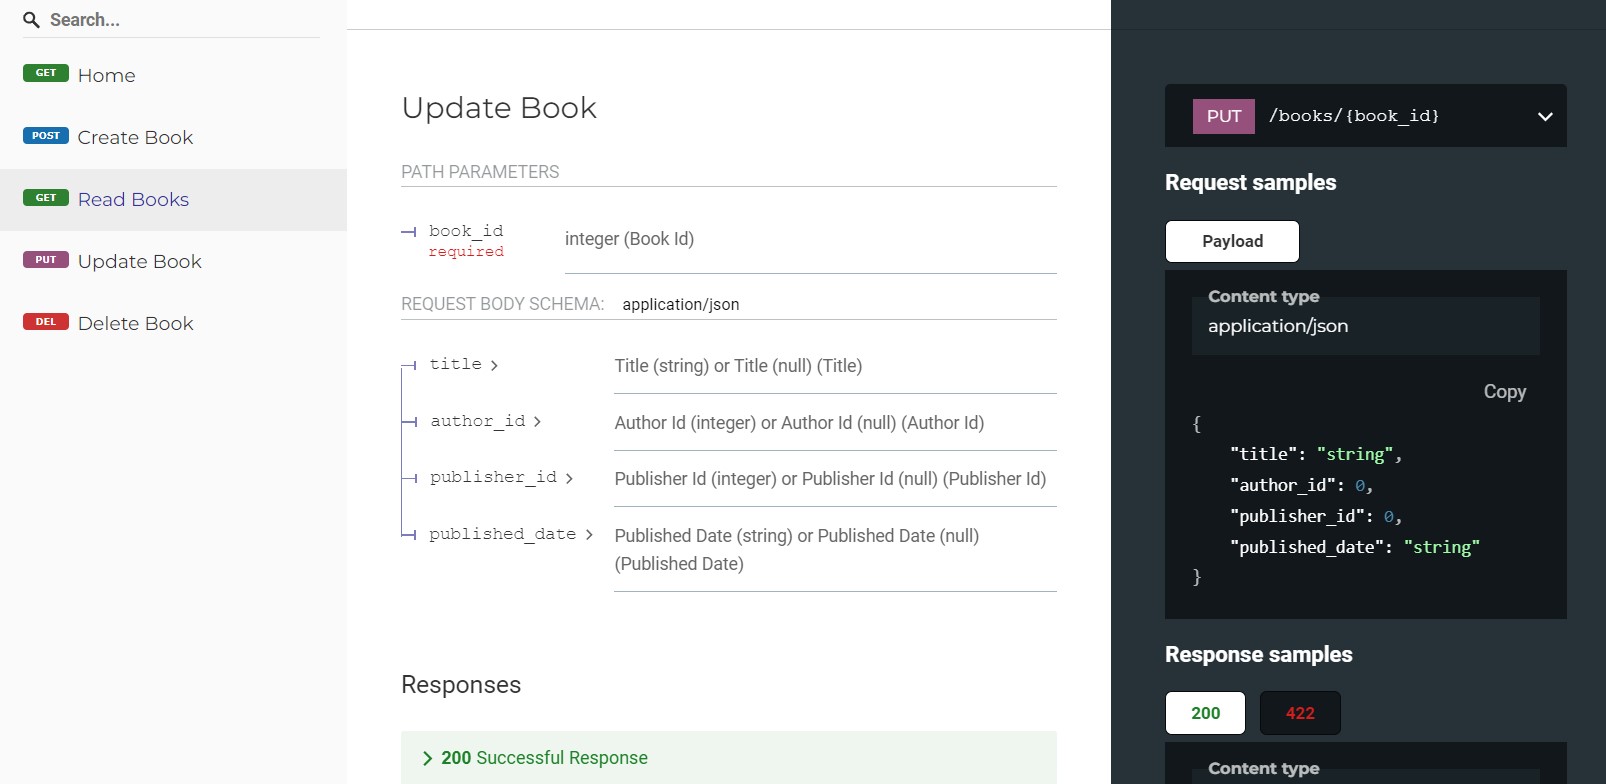 Search...
GET Home
POST Create Book
GET Read Books
PUT Update Book
DEL Delete Book
Update Book
PATH PARAMETERS
book_id
required
integer (Book Id)
REQUEST BODY SCHEMA: application/json
title Title (string) or Title (null) (Title)
author_id Author Id (integer) or Author Id (null) (Author Id)
publisher_id Publisher Id (integer) or Publisher Id (null) (Publisher Id)
published_date Published Date (string) or Published Date (null)
(Published Date)
Responses
200 Successful Response
PUT /books/{book_id}
Request samples
Payload
Content type
application/json
Copy
{
"title": "string",
"author_id": 0,
"publisher_id": 0,
"published_date": "string"
}
Response samples
200 422
Content type